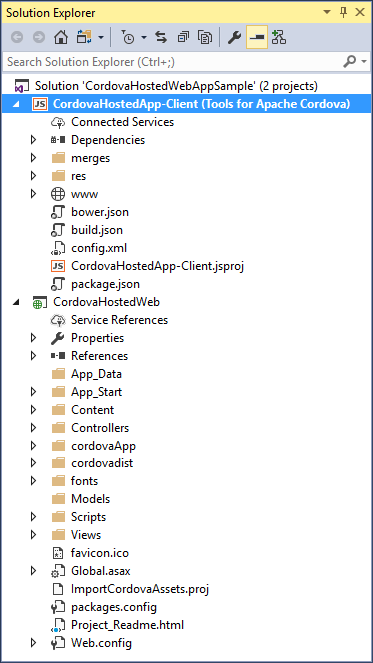 Solution Explorer
Search Solution Explorer (Ctrl+;)
Solution 'CordovaHostedWebAppSample' (2 projects)
JS CordovaHostedApp-Client (Tools for Apache Cordova)
Connected Services
Dependencies
merges
res
www
bower.json
build.json
config.xml
JS CordovaHostedApp-Client.jsproj
package.json
CordovaHostedWeb
Service References
Properties
References
App_Data
App_Start
Content
Controllers
cordovaApp
cordovadist
fonts
Models
Scripts
Views
favicon.ico
Global.asax
ImportCordovaAssets.proj
packages.config
Project_Readme.html
Web.config